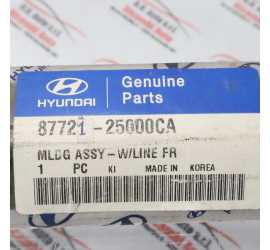 HYUNDAI
Genuine
Parts
87721-25000CA
MLDG ASSY-W/LINE FR
1 PC KI MADE IN KOREA